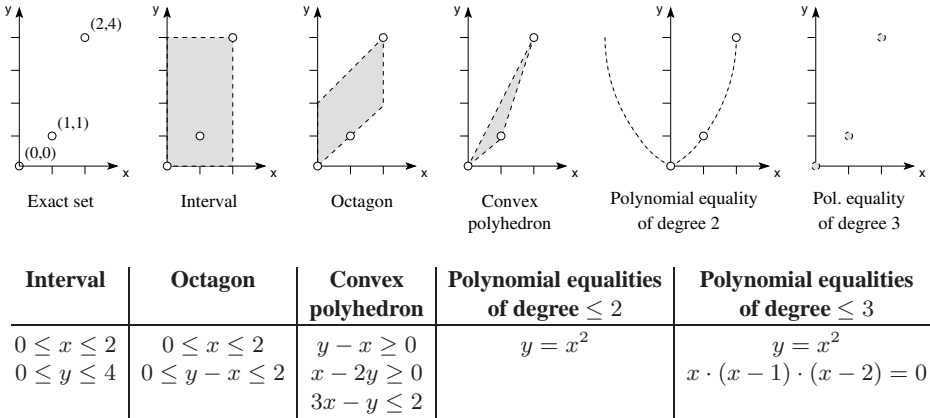 y
y
y
y
y
y
(2,4)
(1,1)
(0,0)
x
x
x
x
x
x
Exact set
Interval
Octagon
Convex
polyhedron
Polynomial equality
of degree 2
Pol. equality
of degree 3
Interval Octagon Convex Polynomial equalities Polynomial equalities
polyhedron of degree ≤ 2 of degree ≤ 3
0 ≤ x ≤ 2 0 ≤ x ≤ 2 y − x ≥ 0 y = x² y = x²
0 ≤ y ≤ 4 0 ≤ y − x ≤ 2 x − 2y ≥ 0 x · (x − 1) · (x − 2) = 0
3x − y ≤ 2